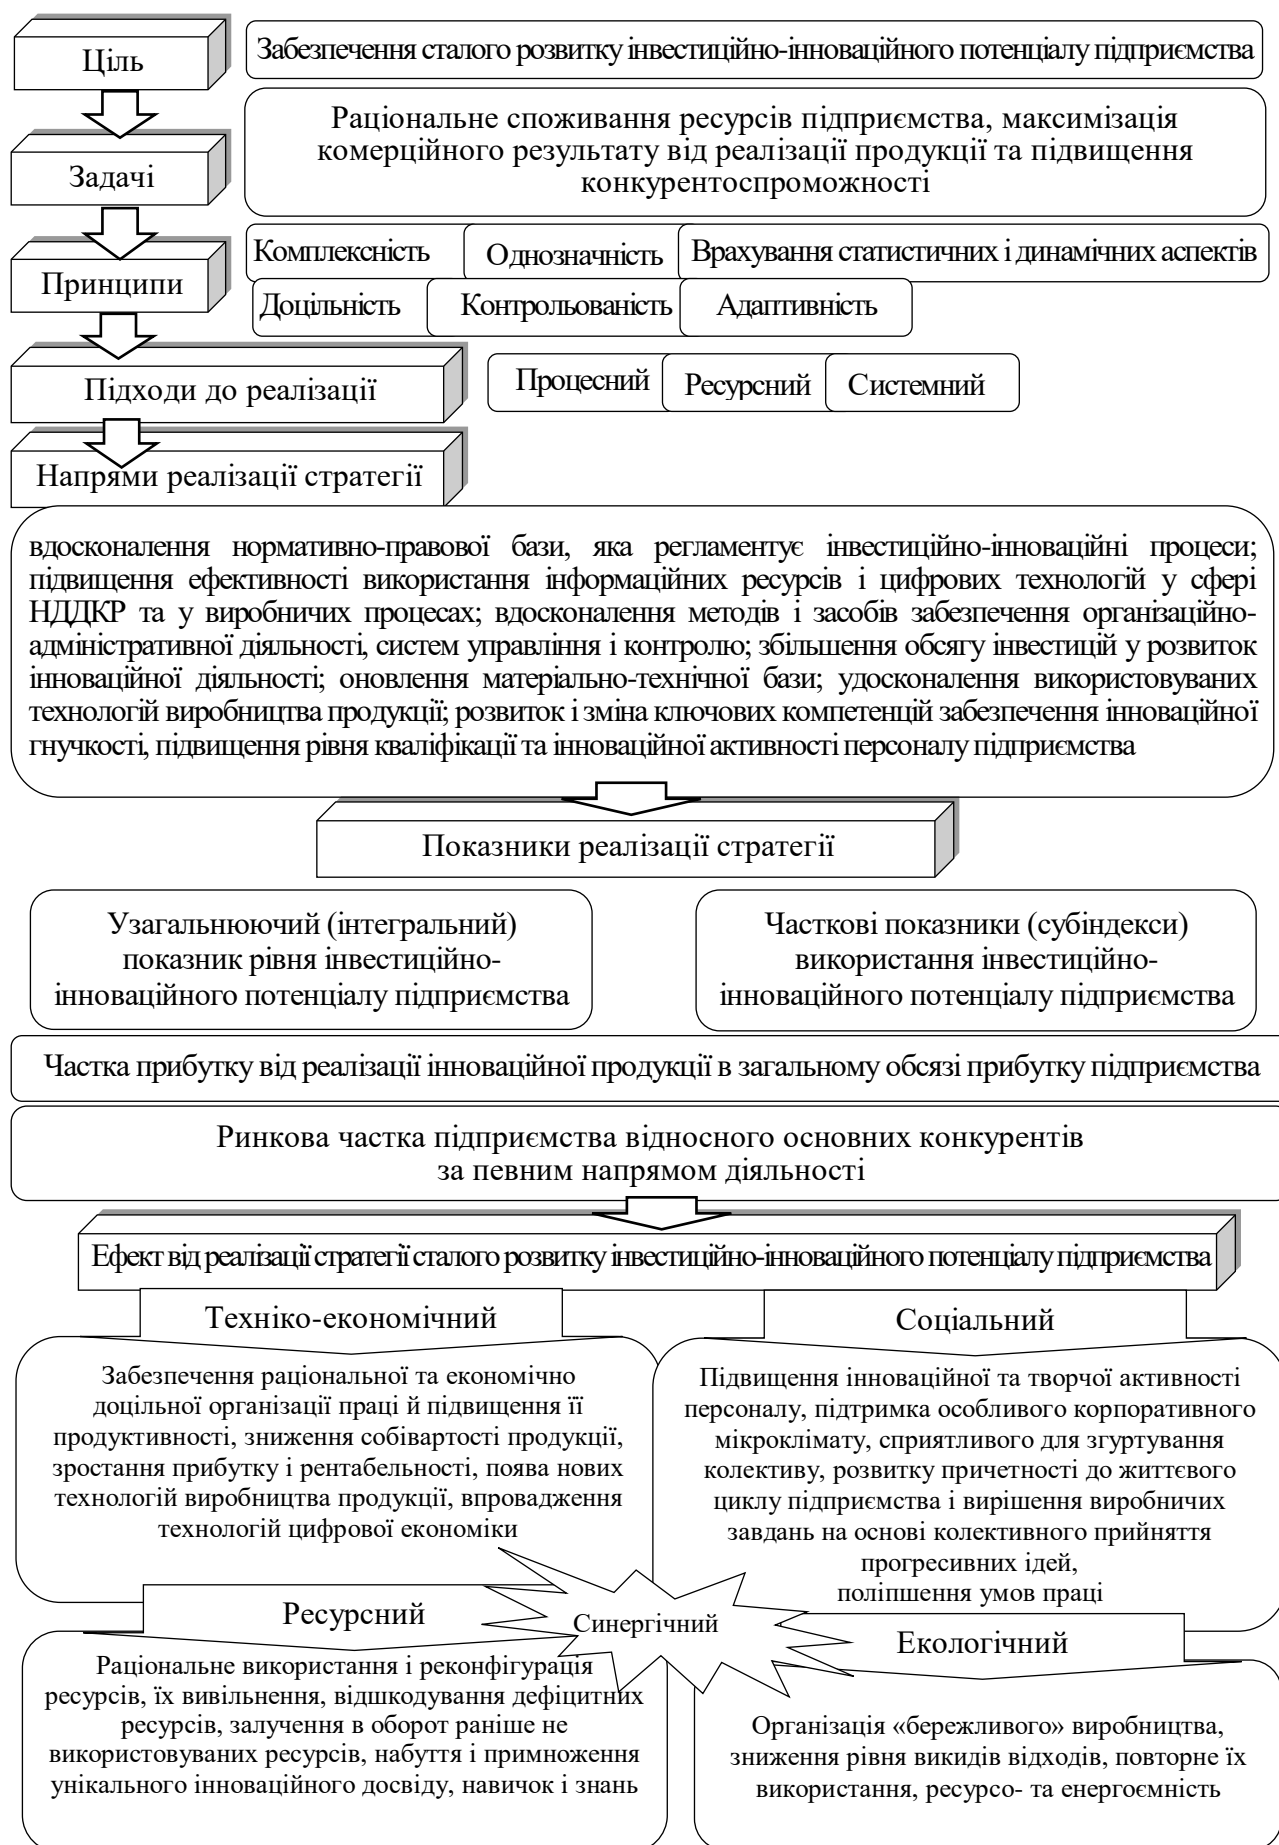 Ціль
Забезпечення сталого розвитку інвестиційно-інноваційного потенціалу підприємства
Задачі
Раціональне споживання ресурсів підприємства, максимізація
комерційного результату від реалізації продукції та підвищення
конкурентоспроможності
Принципи
Комплексність
Однозначність
Врахування статистичних і динамічних аспектів
Доцільність
Контрольованість
Адаптивність
Підходи до реалізації
Процесний
Ресурсний
Системний
Напрями реалізації стратегії
вдосконалення нормативно-правової бази, яка регламентує інвестиційно-інноваційні процеси;
підвищення ефективності використання інформаційних ресурсів і цифрових технологій у сфері
НДДКР та у виробничих процесах; вдосконалення методів і засобів забезпечення організаційно-
адміністративної діяльності, систем управління і контролю; збільшення обсягу інвестицій у розвиток
інноваційної діяльності; оновлення матеріально-технічної бази; удосконалення використовуваних
технологій виробництва продукції; розвиток і зміна ключових компетенцій забезпечення інноваційної
гнучкості, підвищення рівня кваліфікації та інноваційної активності персоналу підприємства
Показники реалізації стратегії
Узагальнюючий (інтегральний)
показник рівня інвестиційно-
інноваційного потенціалу підприємства
Часткові показники (субіндекси)
використання інвестиційно-
інноваційного потенціалу підприємства
Частка прибутку від реалізації інноваційної продукції в загальному обсязі прибутку підприємства
Ринкова частка підприємства відносного основних конкурентів
за певним напрямом діяльності
Ефект від реалізації стратегії сталого розвитку інвестиційно-інноваційного потенціалу підприємства
Техніко-економічний
Забезпечення раціональної та економічно
доцільної організації праці й підвищення її
продуктивності, зниження собівартості продукції,
зростання прибутку і рентабельності, поява нових
технологій виробництва продукції, впровадження
технологій цифрової економіки
Соціальний
Підвищення інноваційної та творчої активності
персоналу, підтримка особливого корпоративного
мікроклімату, сприятливого для згуртування
колективу, розвитку причетності до життєвого
циклу підприємства і вирішення виробничих
завдань на основі колективного прийняття
прогресивних ідей,
поліпшення умов праці
Синергічний
Ресурсний
Раціональне використання і реконфігурація
ресурсів, їх вивільнення, відшкодування дефіцитних
ресурсів, залучення в оборот раніше не
використовуваних ресурсів, набуття і примноження
унікального інноваційного досвіду, навичок і знань
Екологічний
Організація «бережливого» виробництва,
зниження рівня викидів відходів, повторне їх
використання, ресурсо- та енергоємність